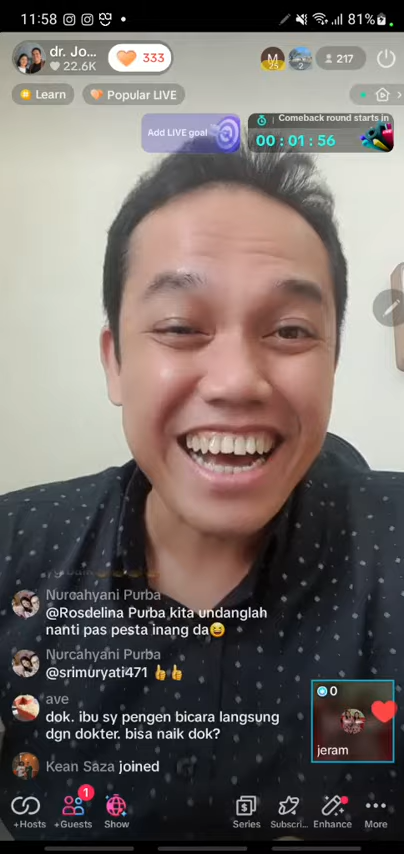 11:58
81%
dr. Jo...
22.6K
333
M
25
2
217
Learn
Popular LIVE
Add LIVE goal
Comeback round starts in
00 : 01 : 56
Nurcahyani Purba
@Rosdelina Purba kita undanglah
nanti pas pesta inang da😆
Nurcahyani Purba
@srimuryati471 👍👍
ave
dok. ibu sy pengen bicara langsung
dgn dokter. bisa naik dok?
Kean Saza joined
0
jeram
1
+Hosts
+Guests
Show
Series
Subscri...
Enhance
More